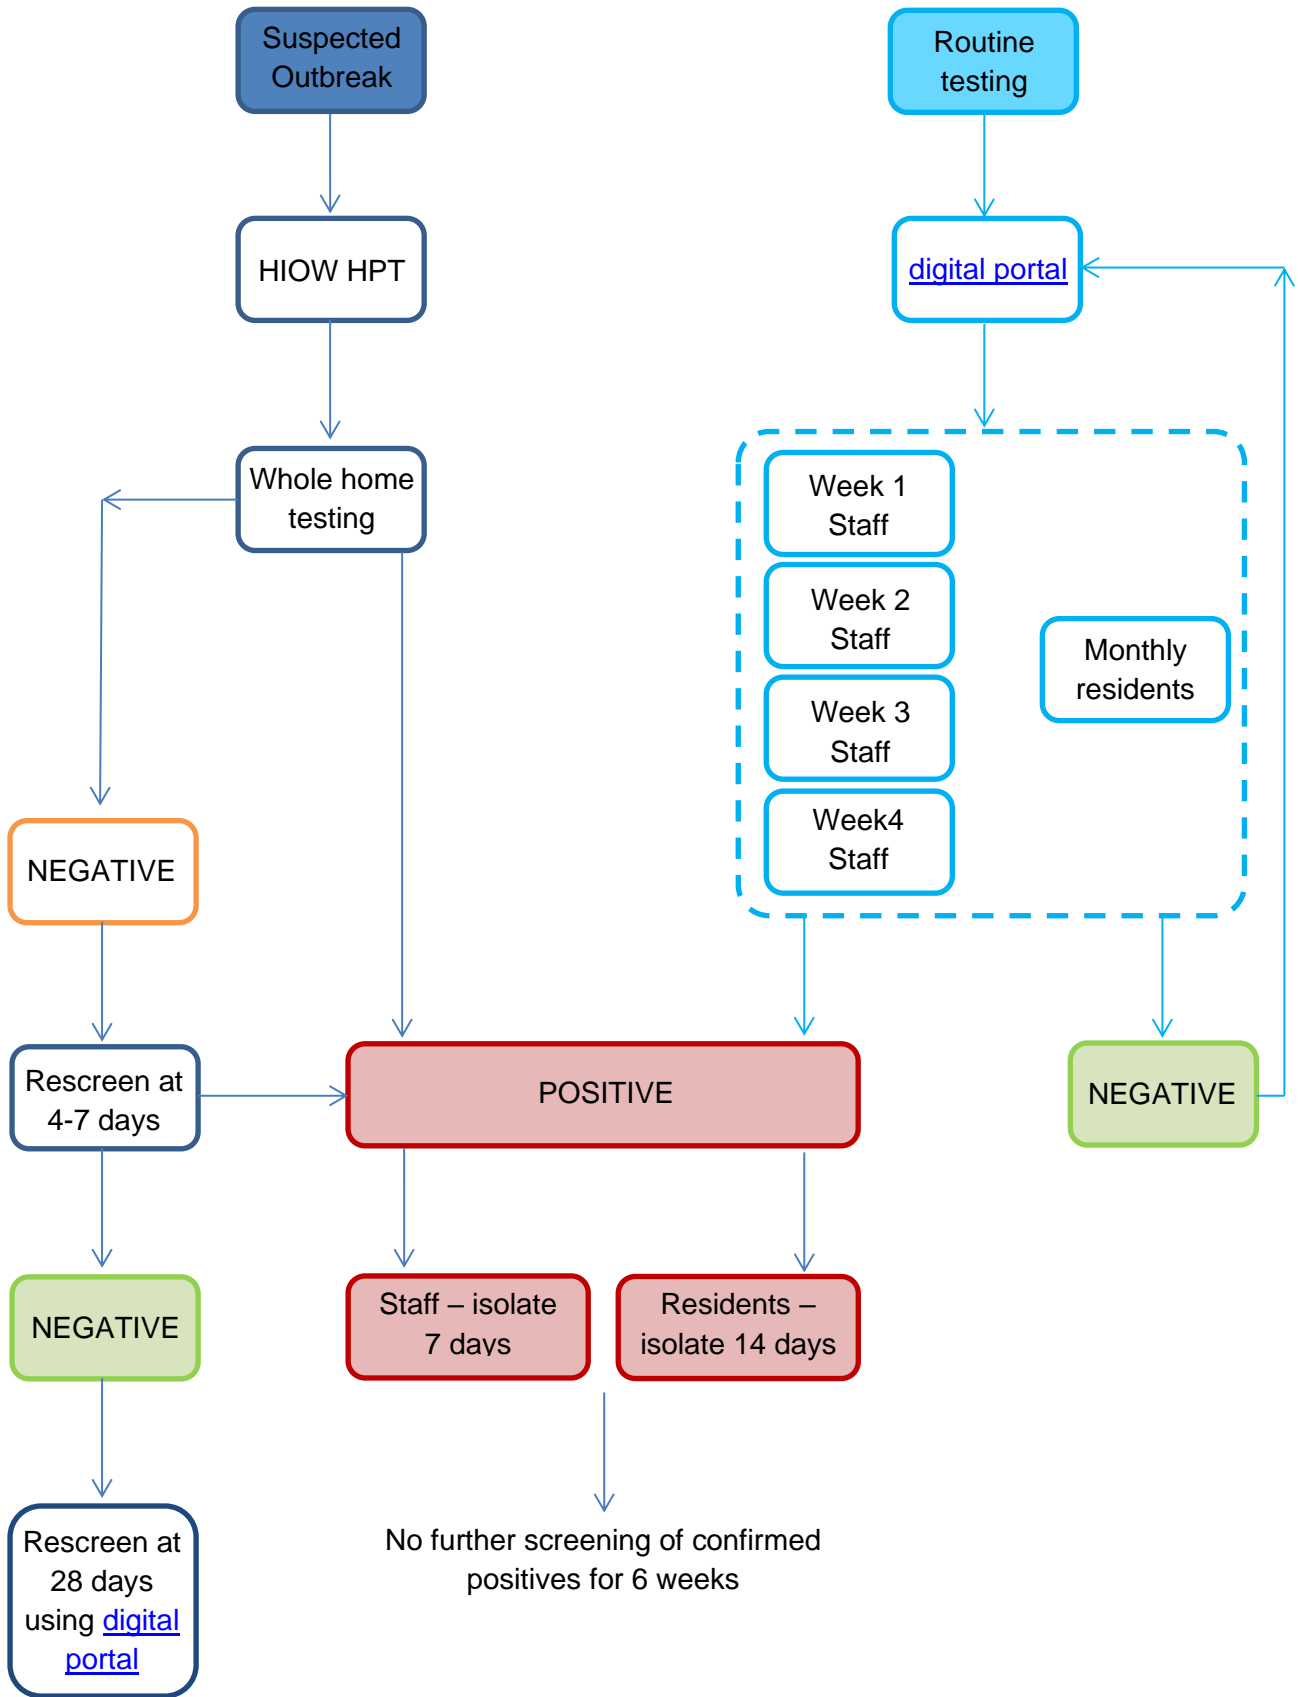 Suspected
Outbreak
Routine
testing
HIOW HPT
digital portal
Whole home
testing
Week 1
Staff
Week 2
Staff
Monthly
residents
Week 3
Staff
Week4
Staff
NEGATIVE
Rescreen at
4-7 days
POSITIVE
NEGATIVE
NEGATIVE
Staff – isolate
7 days
Residents –
isolate 14 days
Rescreen at
28 days
using digital
portal
No further screening of confirmed
positives for 6 weeks